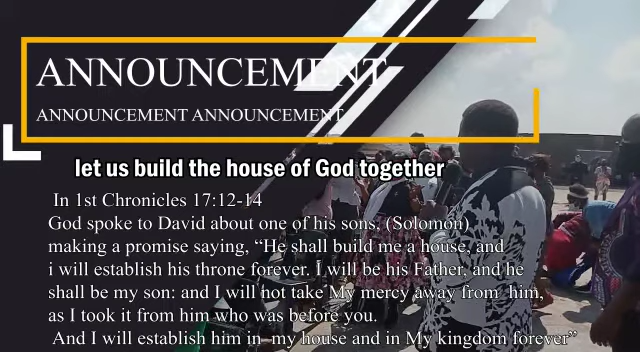 ANNOUNCEMENT
ANNOUNCEMENT ANNOUNCEMENT
let us build the house of God together
In 1st Chronicles 17:12-14
God spoke to David about one of his sons, (Solomon)
making a promise saying, “He shall build me a house, and
i will establish his throne forever. I will be his Father, and he
shall be my son: and I will not take My mercy away from him,
as I took it from him who was before you.
And I will establish him in my house and in My kingdom forever”